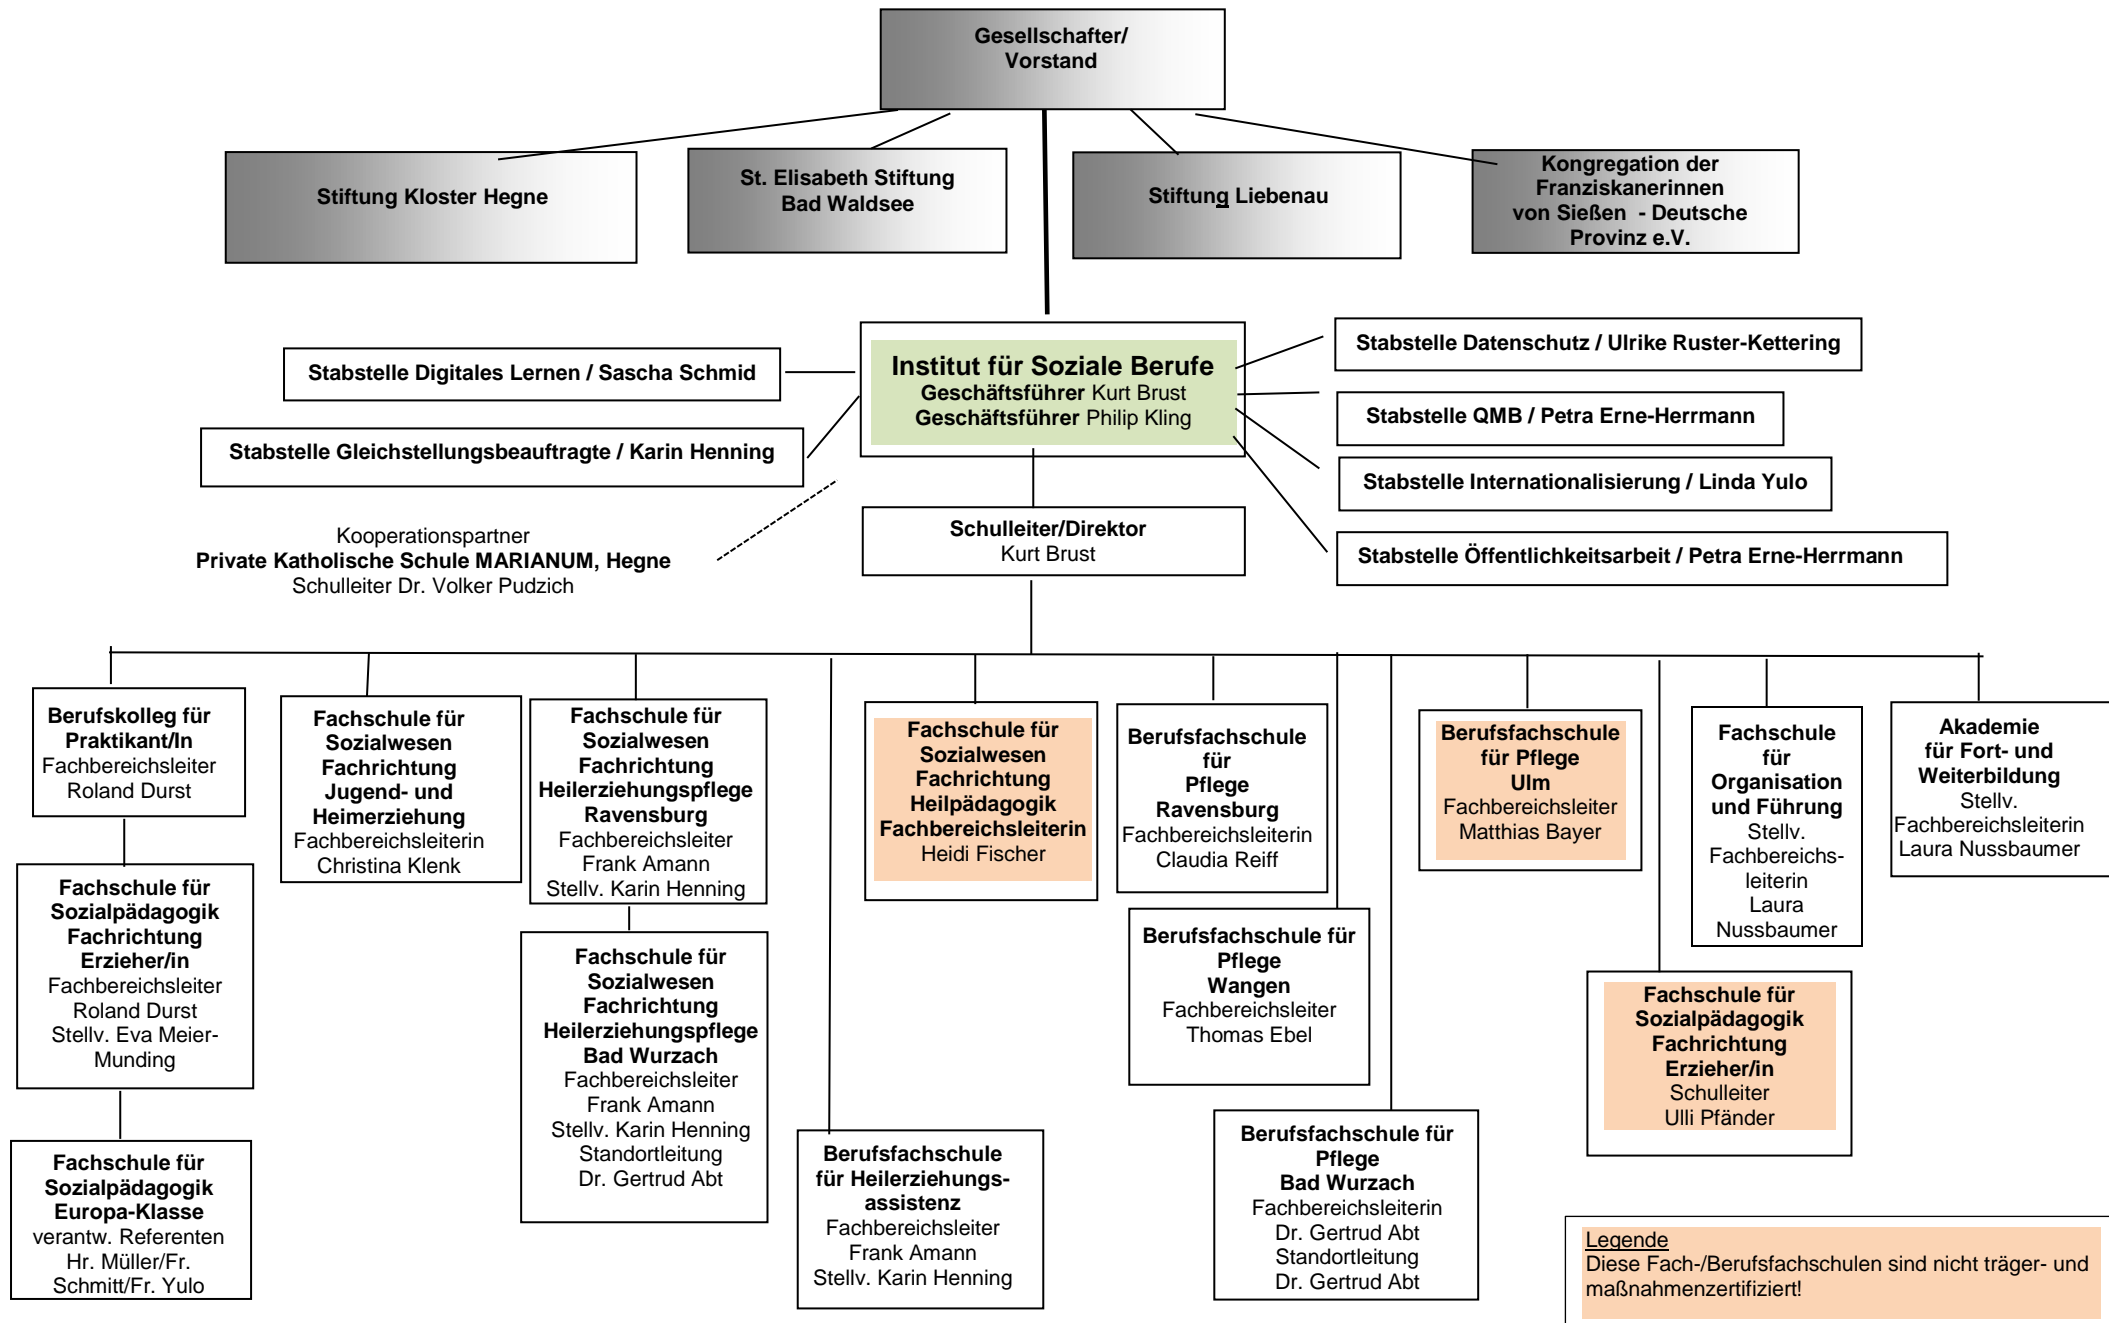 Gesellschafter/
Vorstand
Stiftung Kloster Hegne
St. Elisabeth Stiftung
Bad Waldsee
Stiftung Liebenau
Kongregation der
Franziskanerinnen
von Sießen - Deutsche
Provinz e.V.
Institut für Soziale Berufe
Geschäftsführer Kurt Brust
Geschäftsführer Philip Kling
Stabstelle Digitales Lernen / Sascha Schmid
Stabstelle Gleichstellungsbeauftragte / Karin Henning
Stabstelle Datenschutz / Ulrike Ruster-Kettering
Stabstelle QMB / Petra Erne-Herrmann
Stabstelle Internationalisierung / Linda Yulo
Stabstelle Öffentlichkeitsarbeit / Petra Erne-Herrmann
Kooperationspartner
Private Katholische Schule MARIANUM, Hegne
Schulleiter Dr. Volker Pudzich
Schulleiter/Direktor
Kurt Brust
Berufskolleg für
Praktikant/In
Fachbereichsleiter
Roland Durst
Fachschule für
Sozialpädagogik
Fachrichtung
Erzieher/in
Fachbereichsleiter
Roland Durst
Stellv. Eva Meier-
Munding
Fachschule für
Sozialpädagogik
Europa-Klasse
verantw. Referenten
Hr. Müller/Fr.
Schmitt/Fr. Yulo
Fachschule für
Sozialwesen
Fachrichtung
Jugend- und
Heimerziehung
Fachbereichsleiterin
Christina Klenk
Fachschule für
Sozialwesen
Fachrichtung
Heilerziehungspflege
Ravensburg
Fachbereichsleiter
Frank Amann
Stellv. Karin Henning
Fachschule für
Sozialwesen
Fachrichtung
Heilerziehungspflege
Bad Wurzach
Fachbereichsleiter
Frank Amann
Stellv. Karin Henning
Standortleitung
Dr. Gertrud Abt
Berufsfachschule
für Heilerziehungs-
assistenz
Fachbereichsleiter
Frank Amann
Stellv. Karin Henning
Fachschule für
Sozialwesen
Fachrichtung
Heilpädagogik
Fachbereichsleiterin
Heidi Fischer
Berufsfachschule
für
Pflege
Ravensburg
Fachbereichsleiterin
Claudia Reiff
Berufsfachschule für
Pflege
Wangen
Fachbereichsleiter
Thomas Ebel
Berufsfachschule für
Pflege
Bad Wurzach
Fachbereichsleiterin
Dr. Gertrud Abt
Standortleitung
Dr. Gertrud Abt
Berufsfachschule
für Pflege
Ulm
Fachbereichsleiter
Matthias Bayer
Fachschule für
Sozialpädagogik
Fachrichtung
Erzieher/in
Schulleiter
Ulli Pfänder
Fachschule
für
Organisation
und Führung
Stellv.
Fachbereichs-
leiterin
Laura
Nussbaumer
Akademie
für Fort- und
Weiterbildung
Stellv.
Fachbereichsleiterin
Laura Nussbaumer
Legende
Diese Fach-/Berufsfachschulen sind nicht träger- und
maßnahmenzertifiziert!